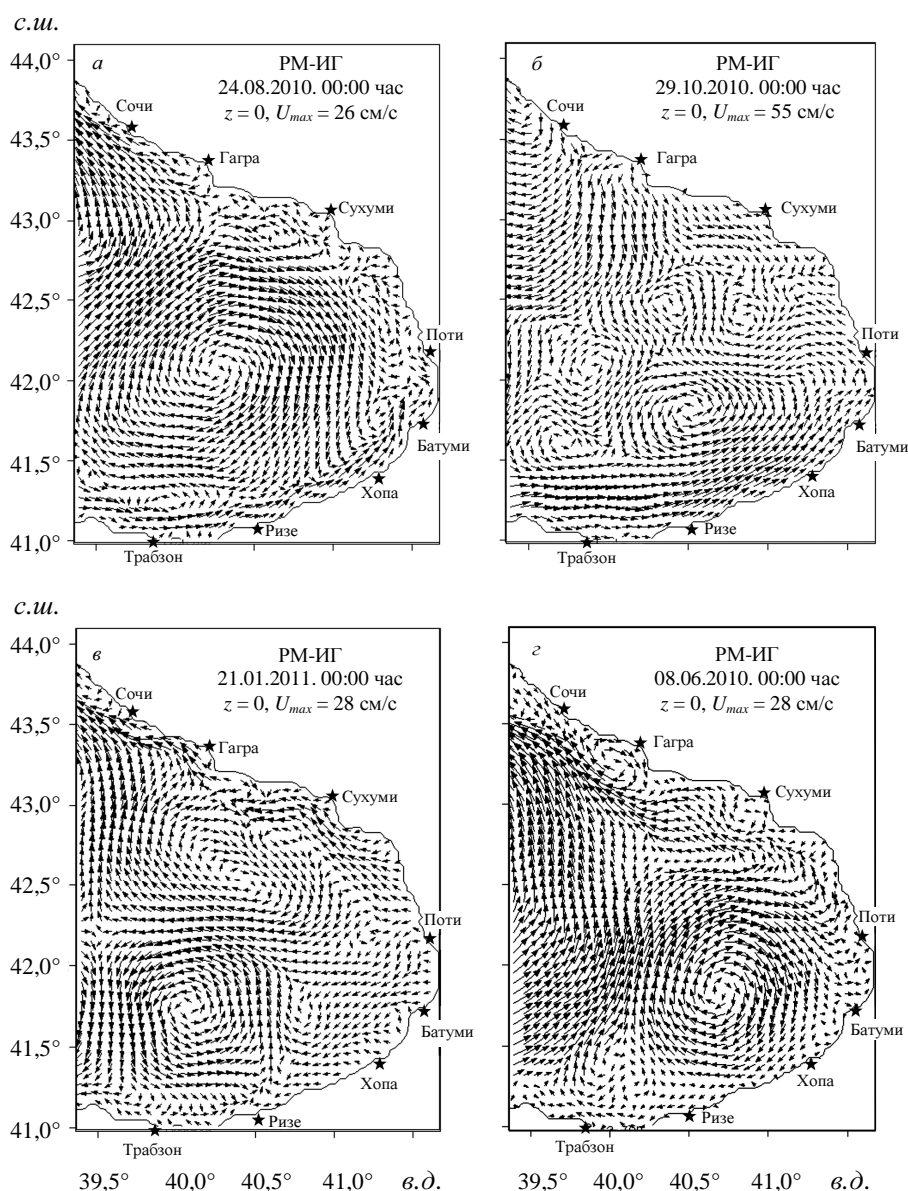 с.ш.
44,0°
а
РМ-ИГ
24.08.2010. 00:00 час
z = 0, Umax = 26 см/с
Сочи
43,5°
Гагра
43,0°
Сухуми
42,5°
Поти
42,0°
Батуми
41,5°
Хопа
Ризе
41,0°
Трабзон
б
РМ-ИГ
29.10.2010. 00:00 час
z = 0, Umax = 55 см/с
Сочи
Гагра
Сухуми
Поти
Батуми
Хопа
Ризе
Трабзон
с.ш.
44,0°
в
РМ-ИГ
21.01.2011. 00:00 час
z = 0, Umax = 28 см/с
Сочи
43,5°
Гагра
43,0°
Сухуми
42,5°
Поти
42,0°
Батуми
41,5°
Хопа
Ризе
41,0°
Трабзон
39,5° 40,0° 40,5° 41,0° в.д.
г
РМ-ИГ
08.06.2010. 00:00 час
z = 0, Umax = 28 см/с
Сочи
Гагра
Сухуми
Поти
Батуми
Хопа
Ризе
Трабзон
39,5° 40,0° 40,5° 41,0° в.д.